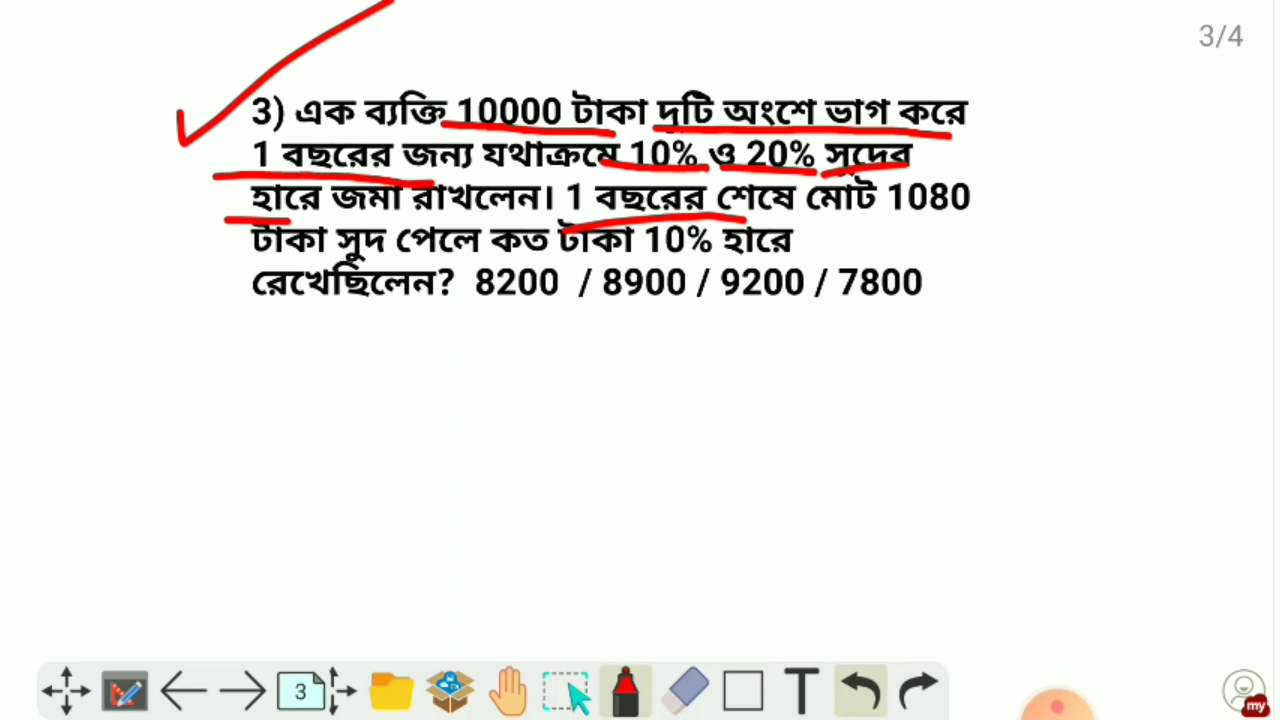 3/4
3) এক ব্যক্তি 10000 টাকা দুটি অংশে ভাগ করে
1 বছরের জন্য যথাক্রমে 10% ও 20% সুদের
হারে জমা রাখলেন। 1 বছরের শেষে মোট 1080
টাকা সুদ পেলে কত টাকা 10% হারে
রেখেছিলেন? 8200 / 8900 / 9200 / 7800
3
T
my